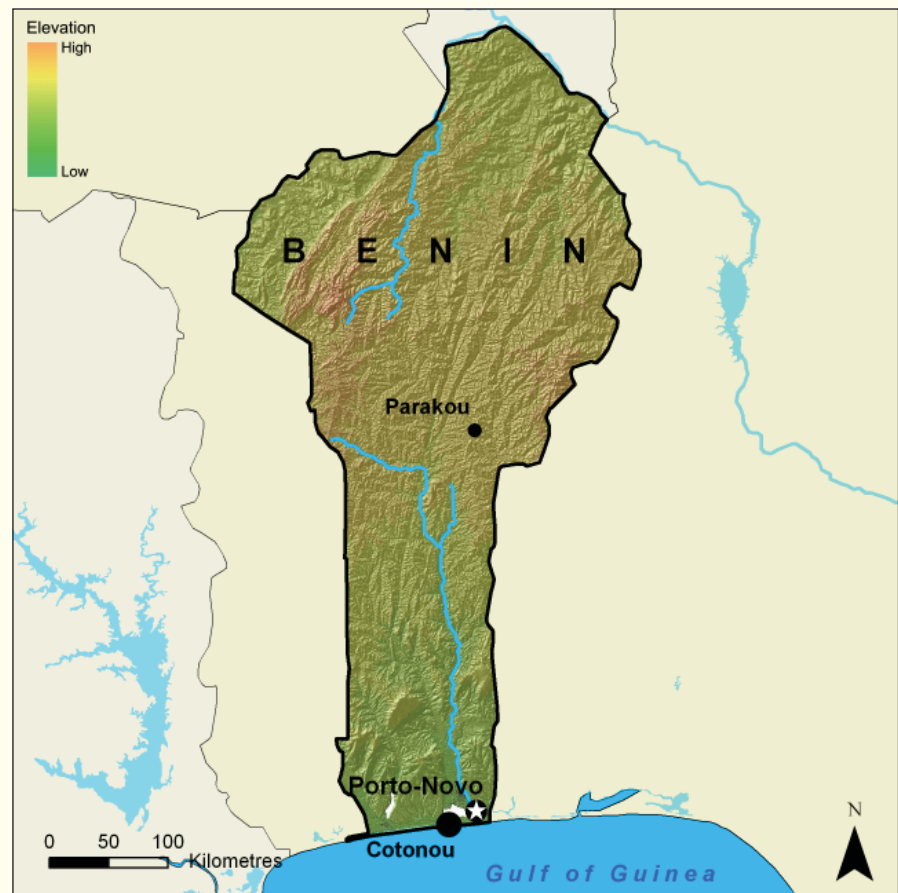 Elevation
High
Low
B E N I N
Parakou
Porto-Novo
Cotonou
0 50 100
Kilometres
Gulf of Guinea
N